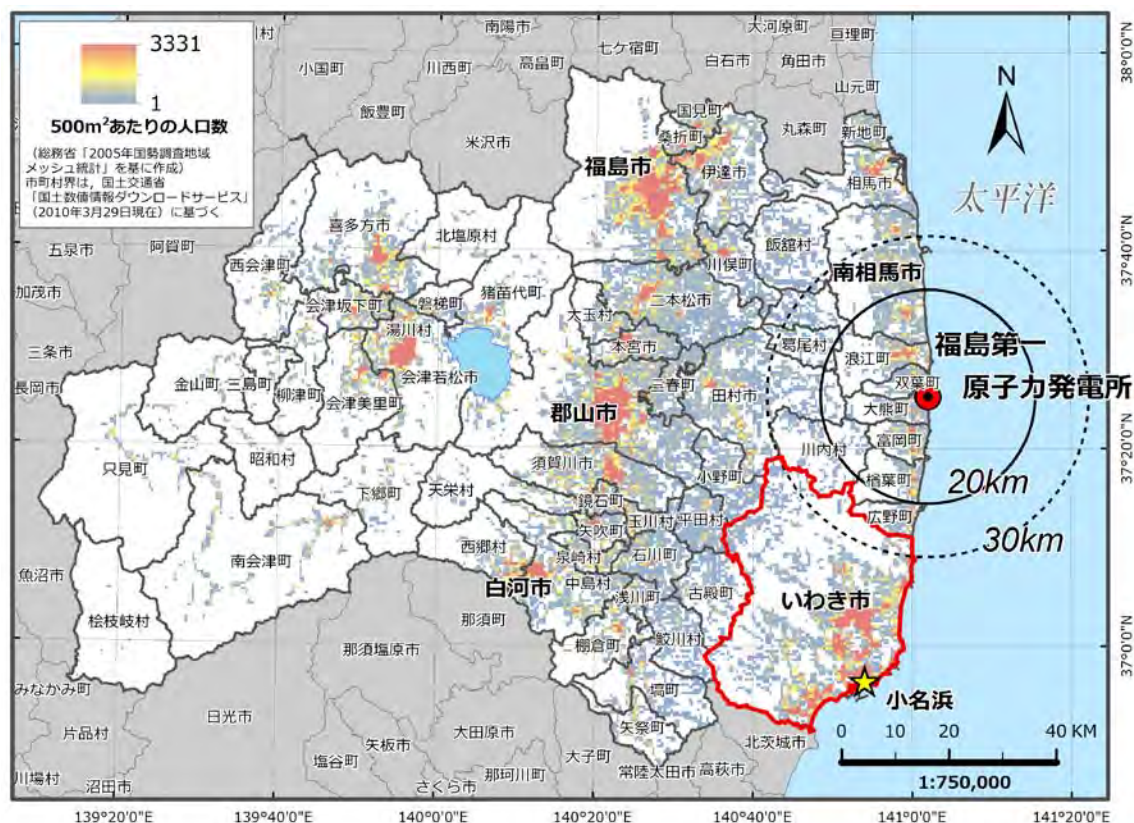 3331
1
500m²あたりの人口数
（総務省「2005年国勢調査地域
メッシュ統計」を基に作成）
市町村界は，国土交通省
「国土数値情報ダウンロードサービス」
（2010年3月29日現在）に基づく
南陽市
大河原町
亘理町
七ケ宿町
川西町
高畠町
白石市
角田市
小国町
山元町
飯豊町
米沢市
丸森町
N
国見町
桑折町
新地町
福島市
伊達市
相馬市
太平洋
喜多方市
北塩原村
飯舘村
五泉市
阿賀町
西会津町
川俣町
南相馬市
加茂市
猪苗代町
会津坂下町
磐梯町
二本松市
大玉村
湯川村
本宮市
葛尾村
浪江町
福島第一
三条市
双葉町
原子力発電所
長岡市
金山町
三島町
柳津町
会津若松市
会津美里町
三春町
田村市
大熊町
郡山市
富岡町
只見町
昭和村
須賀川市
川内村
楢葉町
20km
下郷町
天栄村
小野町
鏡石町
広野町
玉川村
平田村
30km
矢吹町
西郷村
南会津町
泉崎村
石川町
魚沼市
白河市
中島村
古殿町
いわき市
浅川町
桧枝岐村
那須町
棚倉町
鮫川村
那須塩原市
塙町
小名浜
みなかみ町
日光市
矢祭町
片品村
大田原市
北茨城市
矢板市
大子町
塩谷町
那珂川町
高萩市
川場村
沼田市
さくら市
常陸太田市
0 10 20 40 KM
1:750,000
38°0'0"N
37°40'0"N
37°20'0"N
37°0'0"N
139°20'0"E
139°40'0"E
140°0'0"E
140°20'0"E
140°40'0"E
141°0'0"E
141°20'0"E